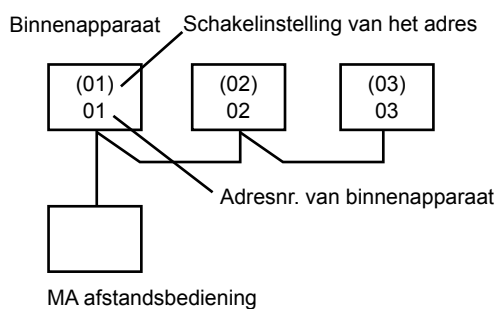 Binnenapparaat
Schakelinstelling van het adres
(01)
01
(02)
02
(03)
03
Adresnr. van binnenapparaat
MA afstandsbediening